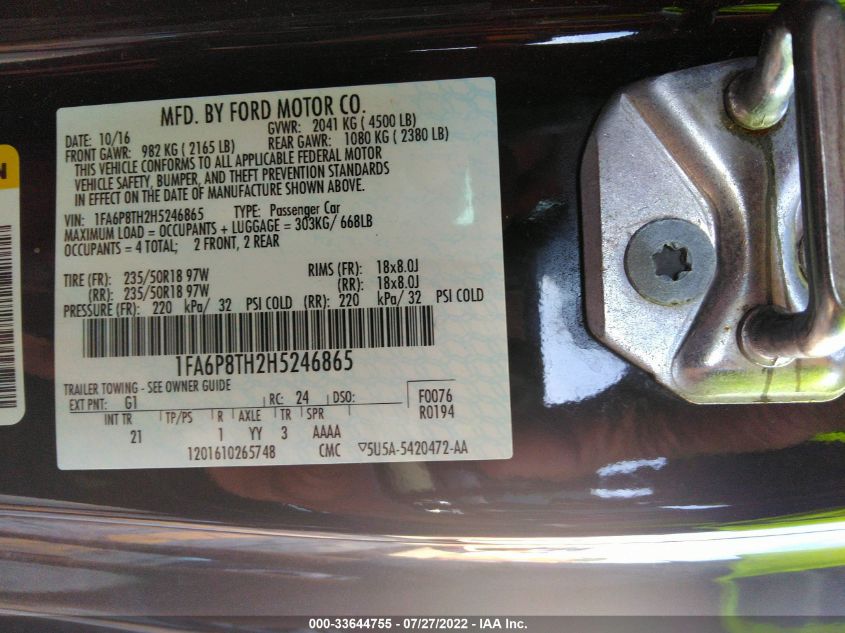 MFD. BY FORD MOTOR CO.
DATE: 10/16 GVWR: 2041 KG ( 4500 LB)
FRONT GAWR: 982 KG ( 2165 LB) REAR GAWR: 1080 KG ( 2380 LB)
THIS VEHICLE CONFORMS TO ALL APPLICABLE FEDERAL MOTOR
VEHICLE SAFETY, BUMPER, AND THEFT PREVENTION STANDARDS
IN EFFECT ON THE DATE OF MANUFACTURE SHOWN ABOVE.
VIN: 1FA6P8TH2H5246865 TYPE: Passenger Car
MAXIMUM LOAD = OCCUPANTS + LUGGAGE = 303KG/ 668LB
OCCUPANTS = 4 TOTAL; 2 FRONT, 2 REAR
TIRE (FR): 235/50R18 97W RIMS (FR): 18x8.0J
(RR): 235/50R18 97W (RR): 18x8.0J
PRESSURE (FR): 220 kPa/ 32 PSI COLD (RR): 220 kPa/ 32 PSI COLD
1FA6P8TH2H5246865
TRAILER TOWING - SEE OWNER GUIDE
EXT PNT: G1 RC: 24 DSO: F0076
INT TR TP/PS R AXLE TR SPR R0194
21 1 YY 3 AAAA
1201610265748 CMC ▽5U5A-5420472-AA
N
000-33644755 - 07/27/2022 - IAA Inc.